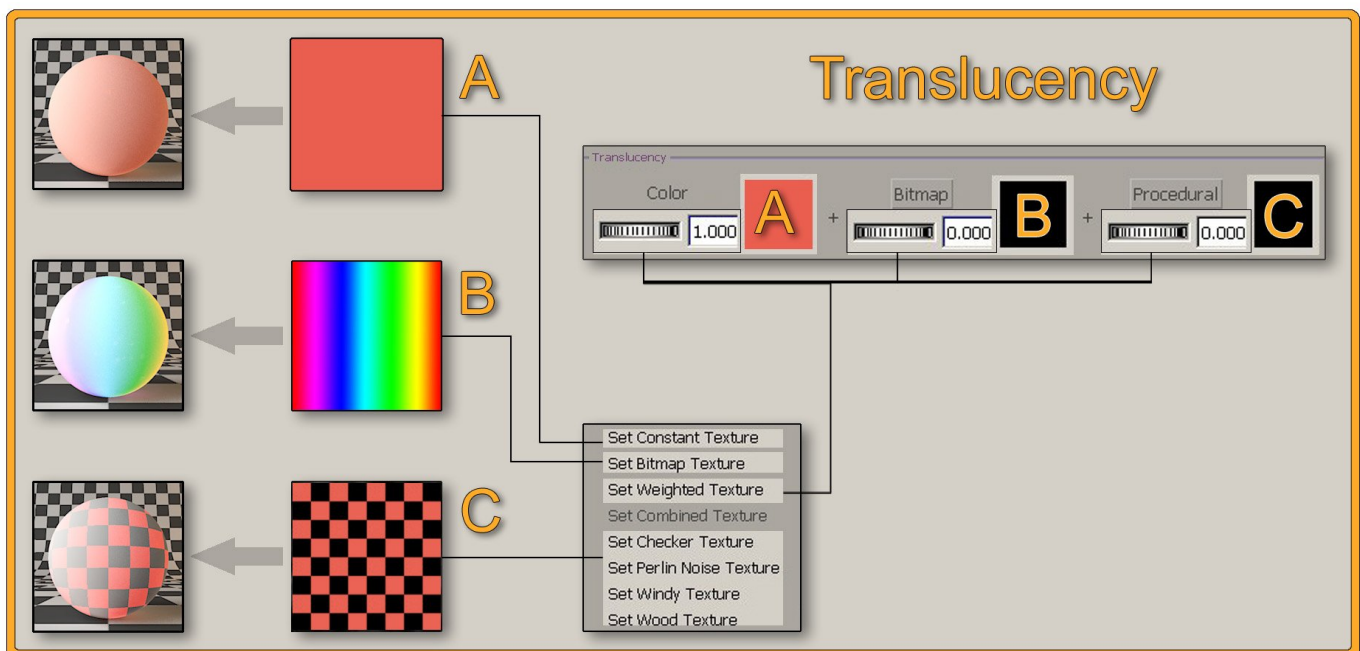 A
Translucency
Translucency
Color
1.000
A
+
Bitmap
0.000
B
+
Procedural
0.000
C
B
Set Constant Texture
Set Bitmap Texture
Set Weighted Texture
Set Combined Texture
Set Checker Texture
Set Perlin Noise Texture
Set Windy Texture
Set Wood Texture
C